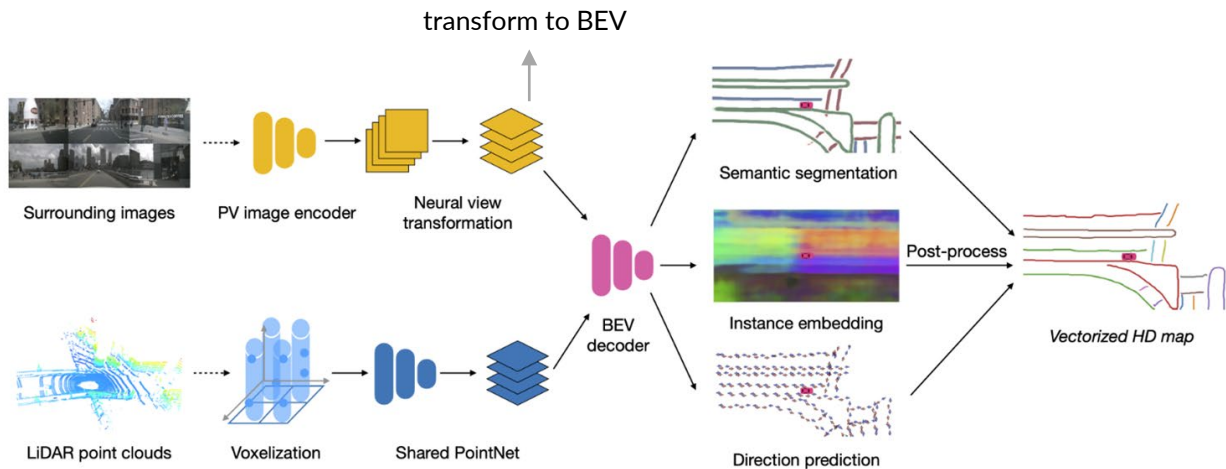 transform to BEV
Surrounding images
PV image encoder
Neural view
transformation
Semantic segmentation
BEV
decoder
Instance embedding
Post-process
Vectorized HD map
LiDAR point clouds
Voxelization
Shared PointNet
Direction prediction